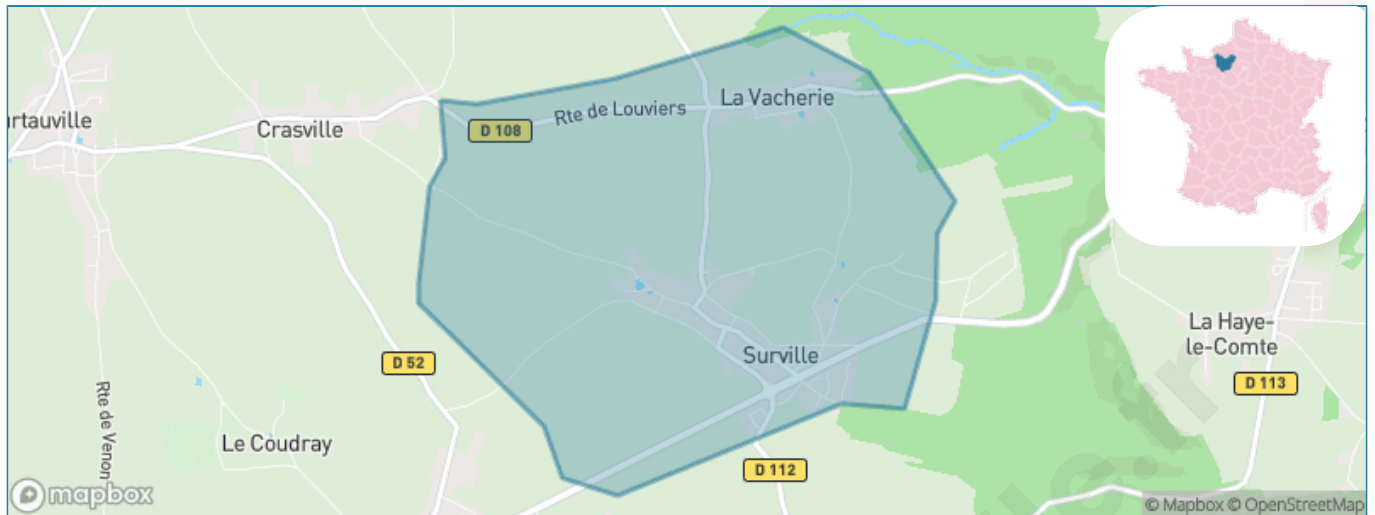 urtauville
Crasville
D 108
Rte de Louviers
La Vacherie
Surville
D 52
Rte de Venon
Le Coudray
D 112
La Haye-
le-Comte
D 113
mapbox
© Mapbox © OpenStreetMap